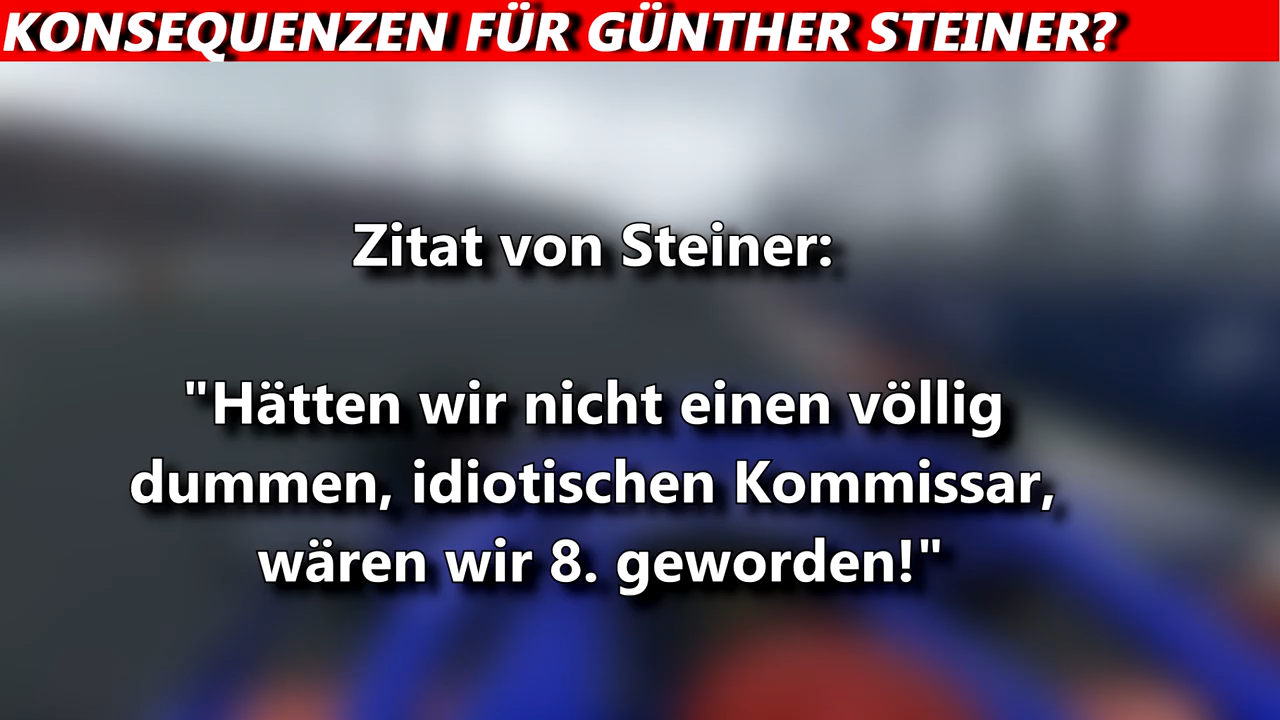 KONSEQUENZEN FÜR GÜNTHER STEINER?
Zitat von Steiner:
"Hätten wir nicht einen völlig
dummen, idiotischen Kommissar,
wären wir 8. geworden!"